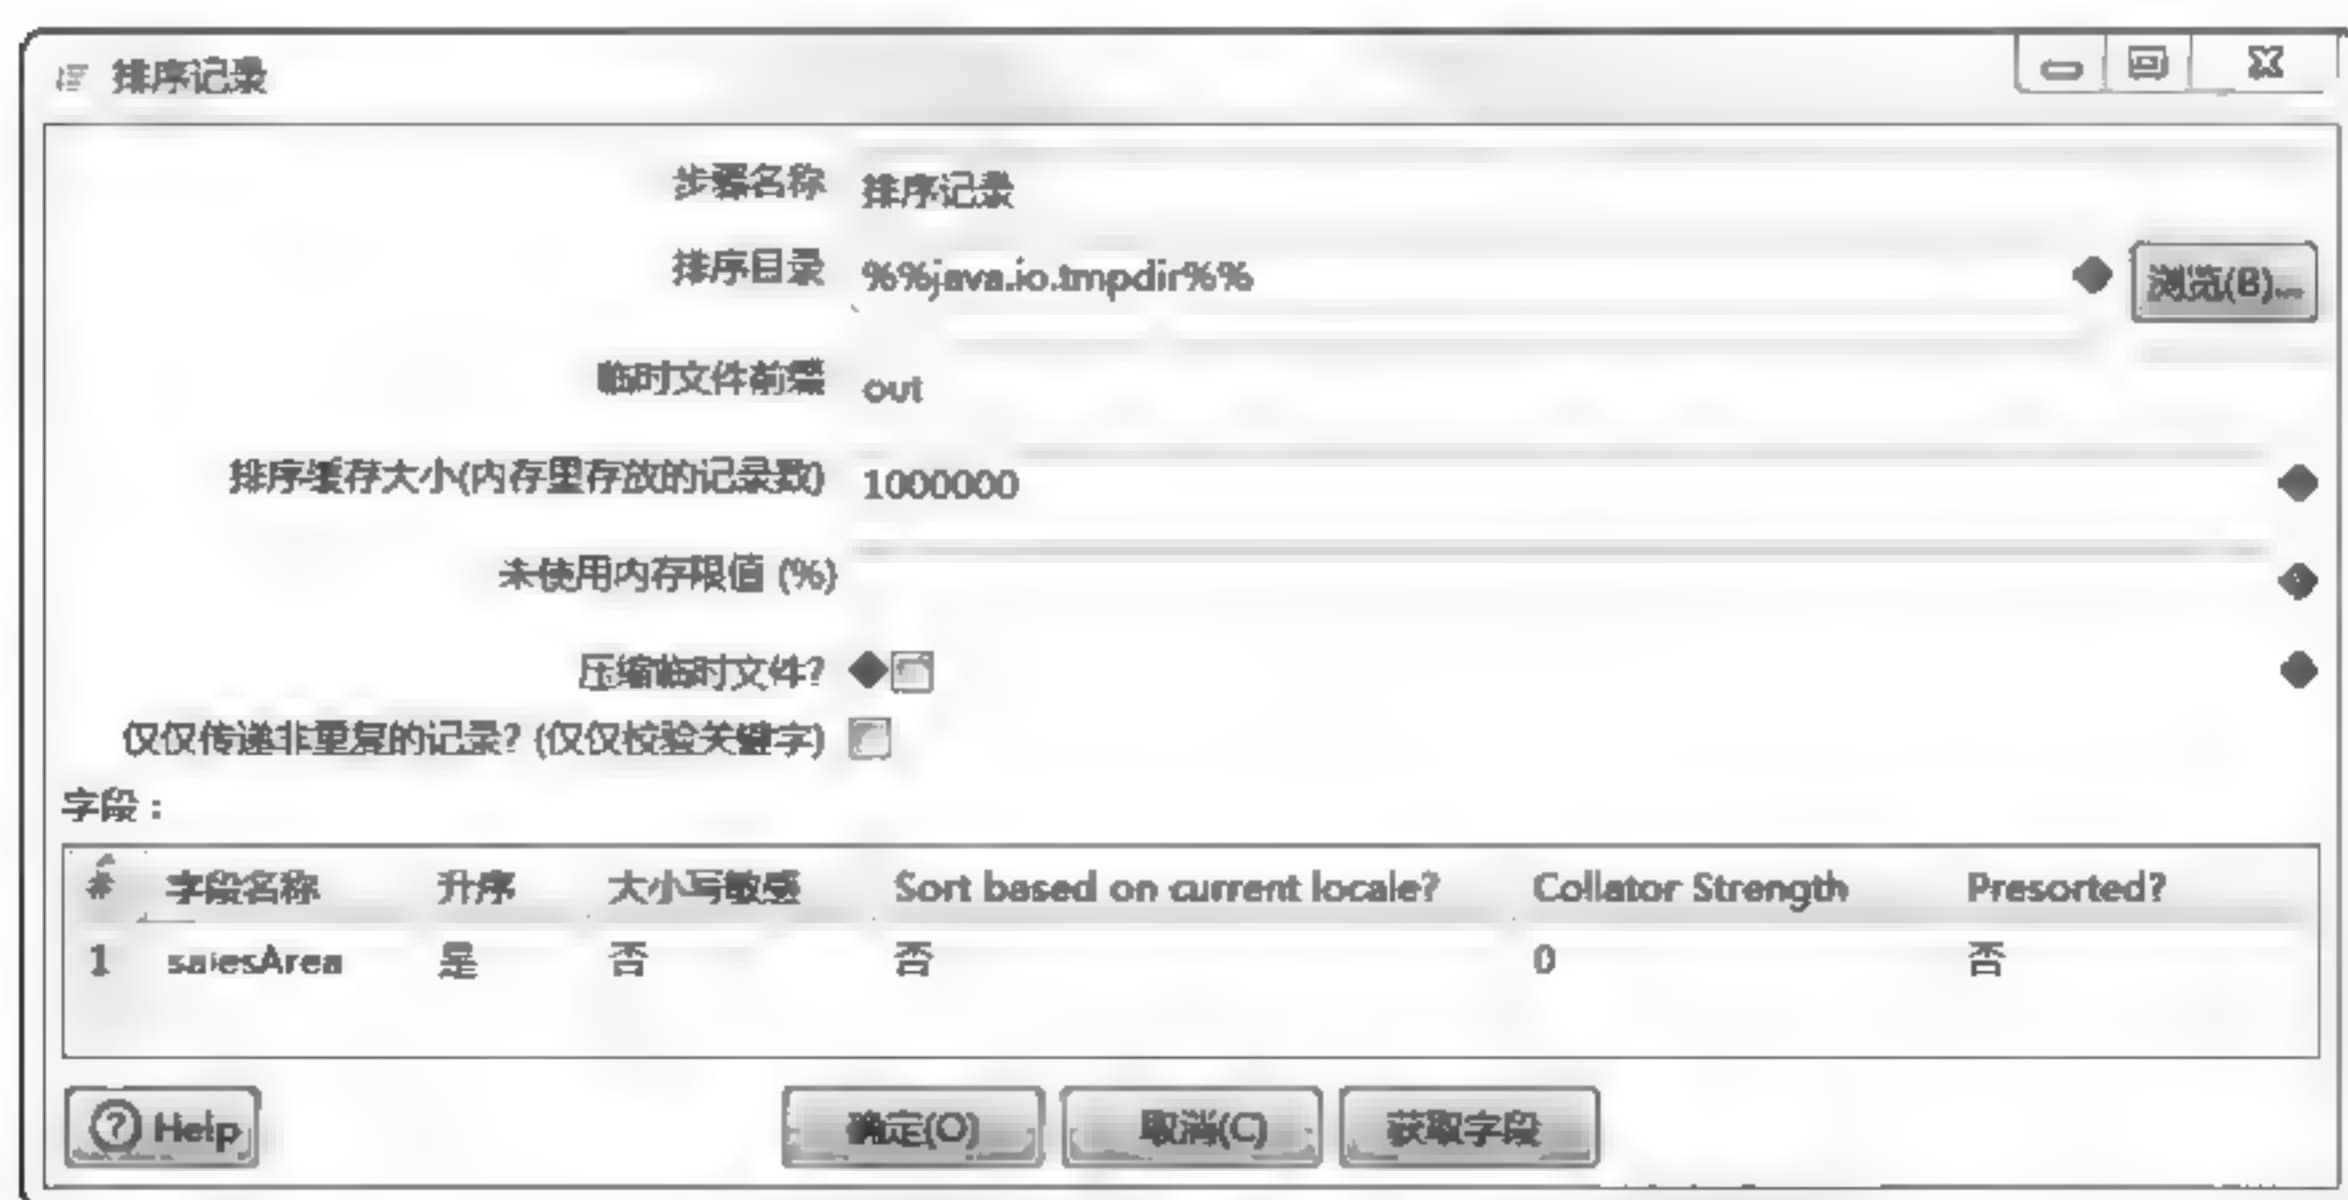 排序记录
步骤名称 排序记录
排序目录 %%java.io.tmpdir%% 浏览(B)...
临时文件前缀 out
排序缓存大小(内存里存放的记录数) 1000000
未使用内存限值 (%)
压缩临时文件?
仅仅传递非重复的记录? (仅仅校验关键字)
字段：
# 字段名称 升序 大小写敏感 Sort based on current locale? Collator Strength Presorted?
1 salesArea 是 否 否 0 否
Help 确定(O) 取消(C) 获取字段